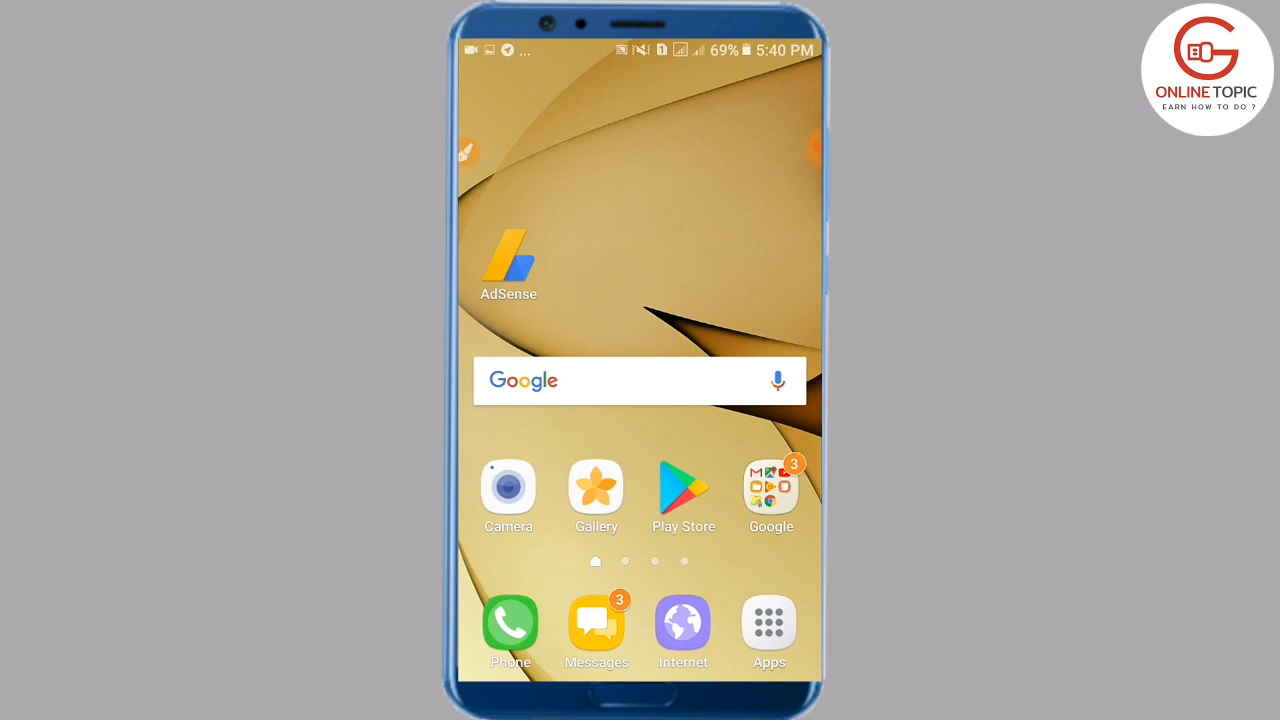 ... 1 69% 5:40 PM
ONLINE TOPIC
EARN HOW TO DO ?
AdSense
Google
3
Camera Gallery Play Store Google
3
Phone Messages Internet Apps